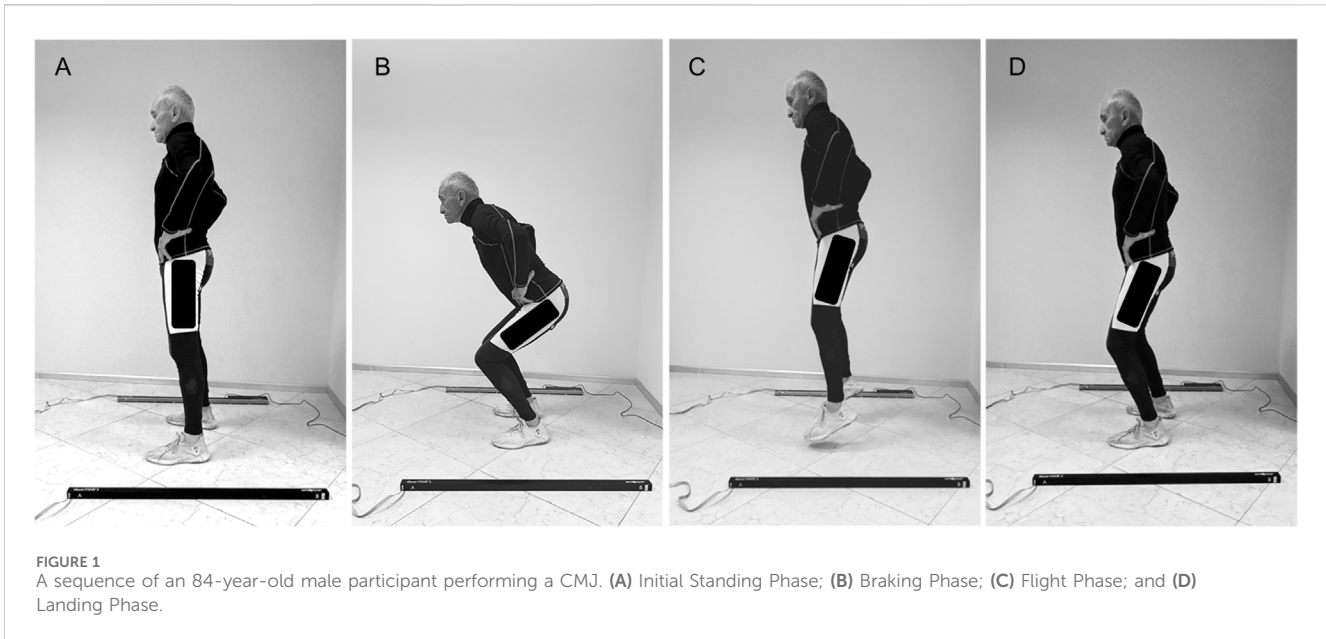 A
B
C
D
A
B
A
A
A
B
FIGURE 1
A sequence of an 84-year-old male participant performing a CMJ. (A) Initial Standing Phase; (B) Braking Phase; (C) Flight Phase; and (D)
Landing Phase.